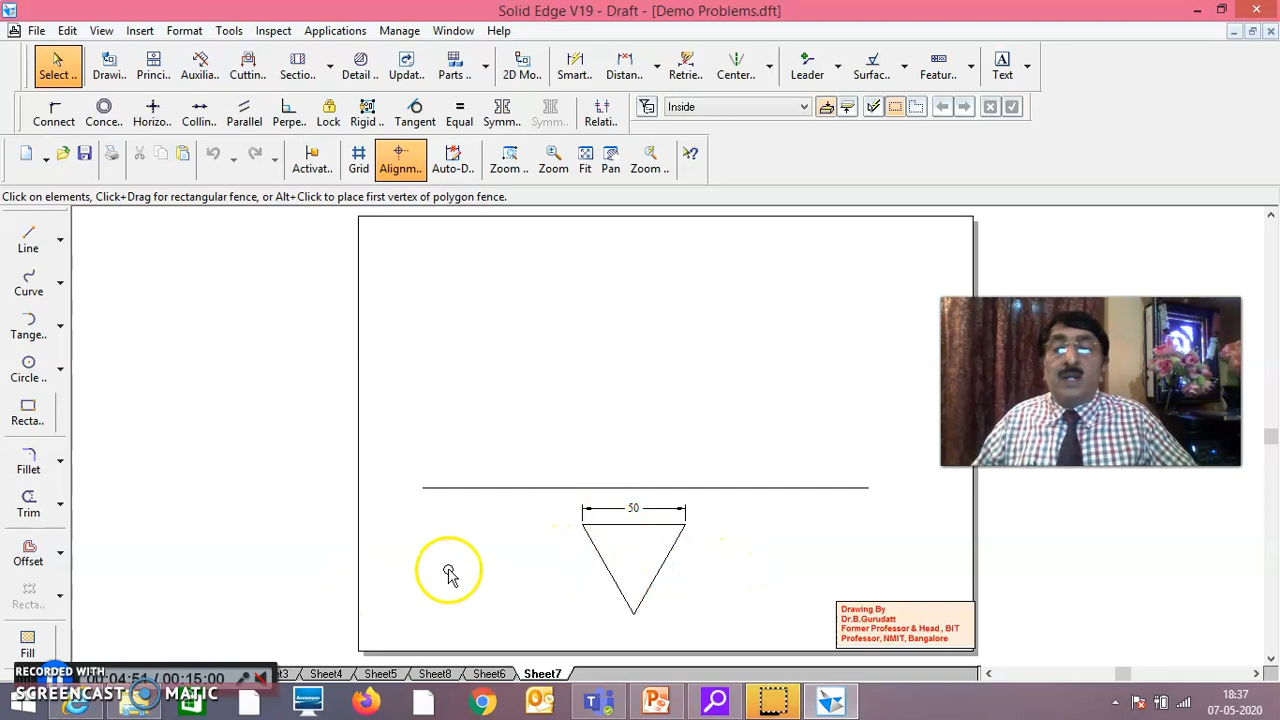 Solid Edge V19 - Draft - [Demo Problems.dft]
File Edit View Insert Format Tools Inspect Applications Manage Window Help
Select .. Drawi.. Princi.. Auxilia.. Cuttin.. Sectio.. Detail .. Updat.. Parts .. 2D Mo.. Smart.. Distan.. Retrie.. Center.. Leader Surfac.. Featur.. Text
Connect Conce.. Horizo.. Collin.. Parallel Perpe.. Lock Rigid .. Tangent Equal Symm.. Symm.. Relati.. Inside
Activat.. Grid Alignm.. Auto-D.. Zoom .. Zoom Fit Pan Zoom ..
Click on elements, Click+Drag for rectangular fence, or Alt+Click to place first vertex of polygon fence.
Line
Curve
Tange..
Circle ..
Recta..
Fillet
Trim
Offset
Recta..
Fill
50
Drawing By
Dr.B.Gurudatt
Former Professor & Head , BIT
Professor, NMIT, Bangalore
Sheet4 Sheet5 Sheet8 Sheet6 Sheet7
RECORDED WITH
SCREENCAST MATIC
00:04:51 / 00:15:00
18:37
07-05-2020